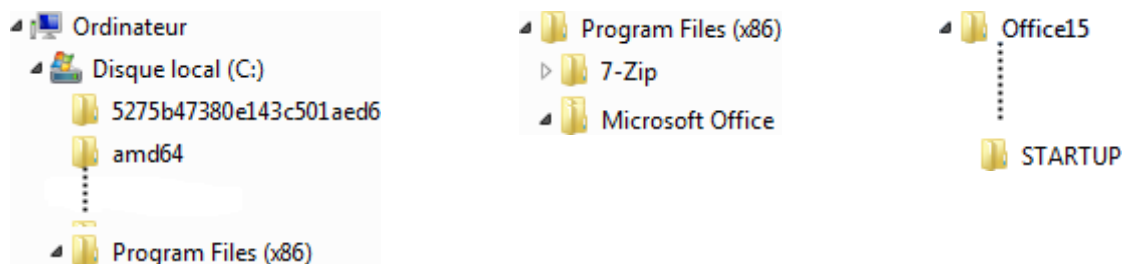 Ordinateur
Disque local (C:)
5275b47380e143c501aed6
amd64
Program Files (x86)
Program Files (x86)
7-Zip
Microsoft Office
Office15
STARTUP